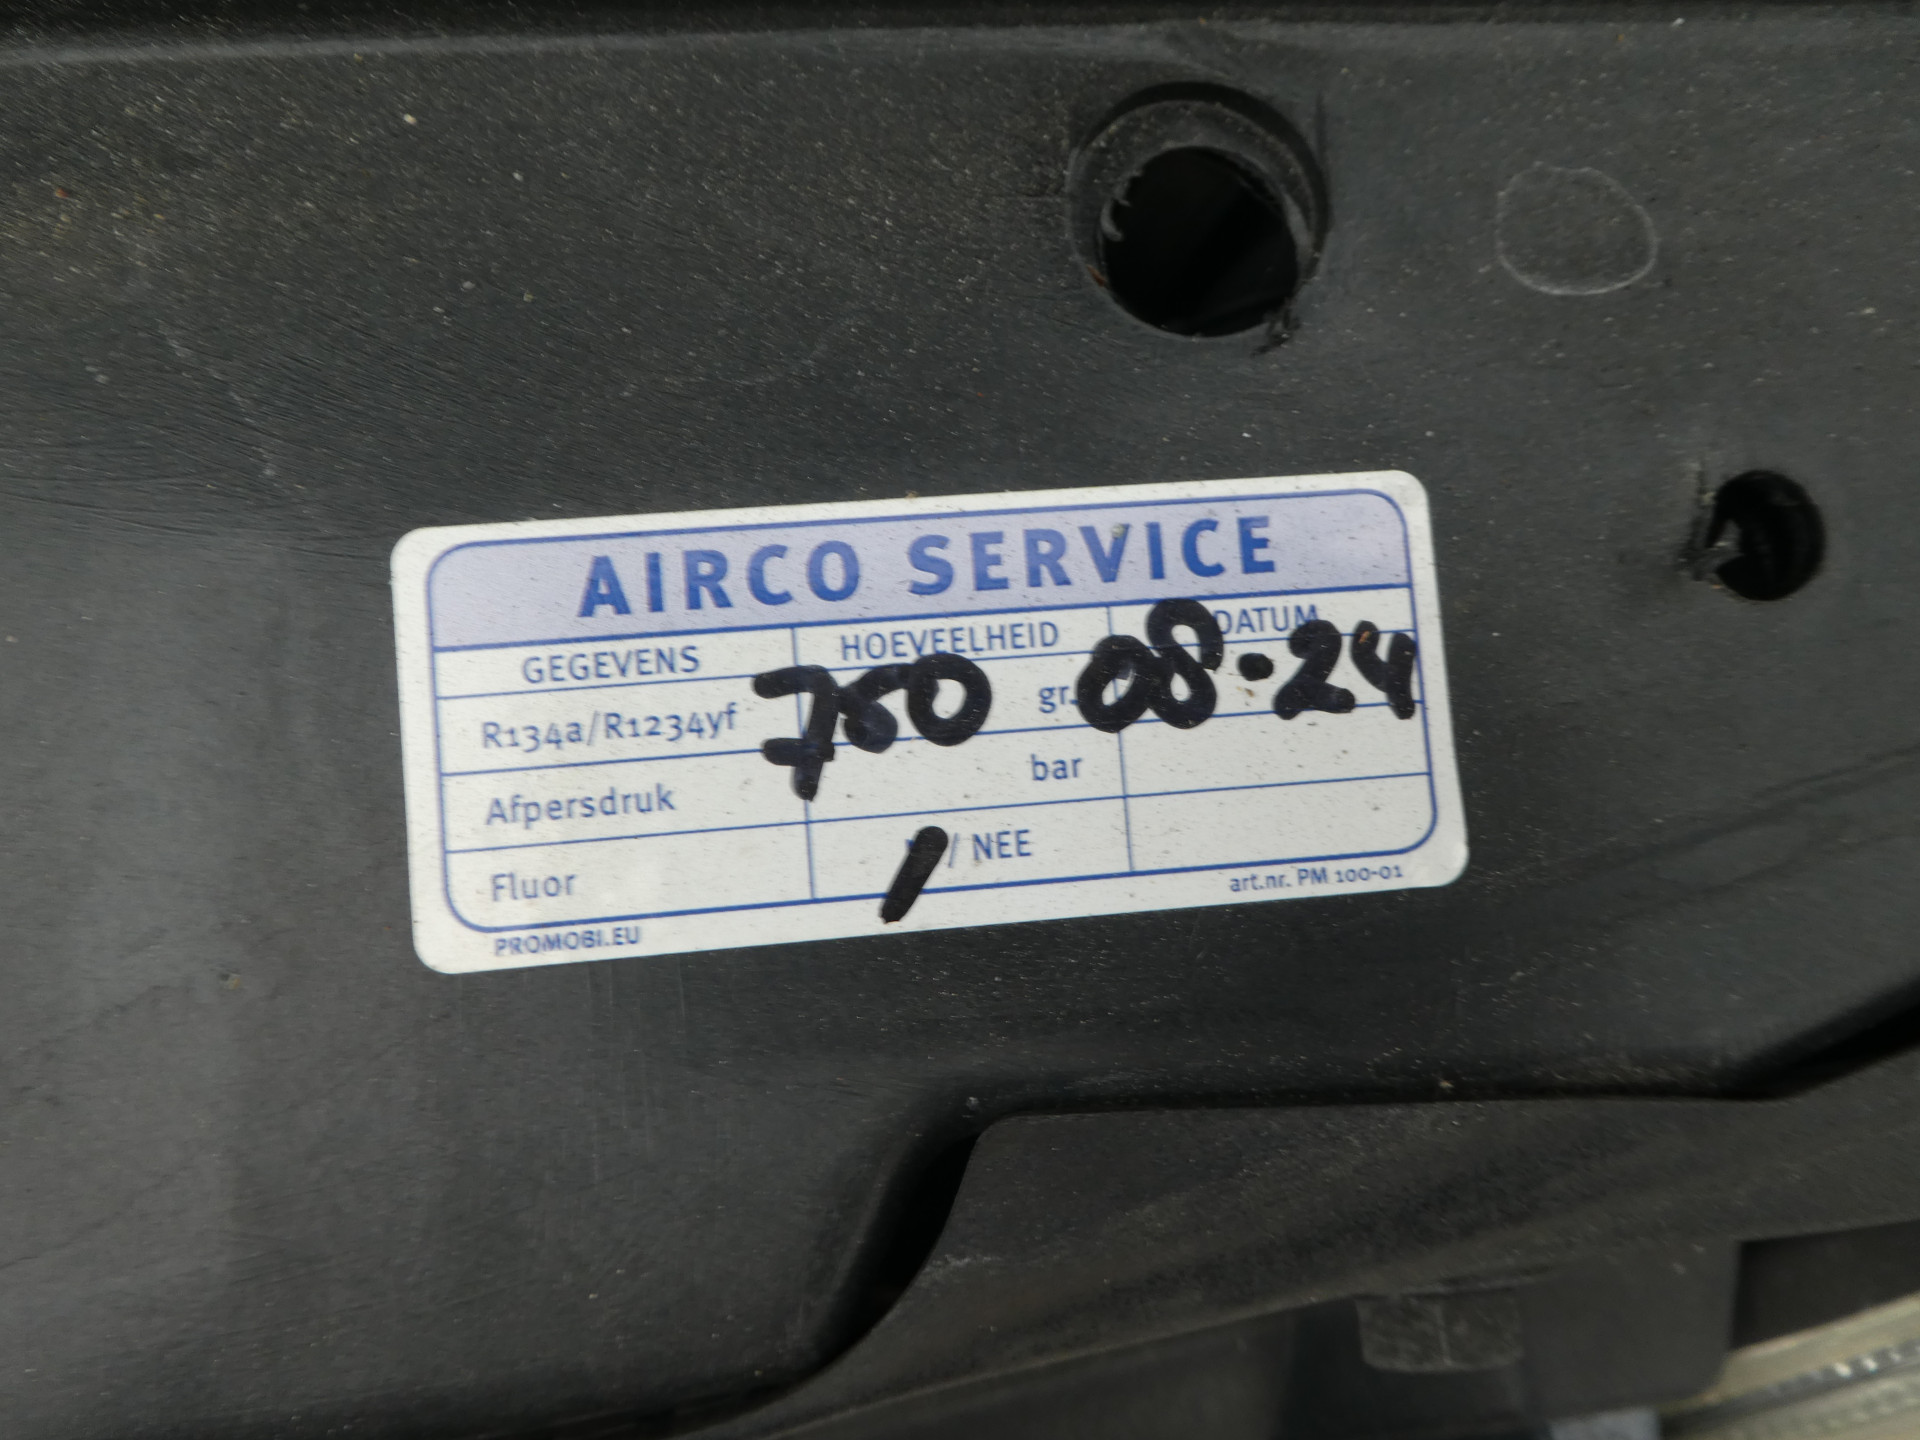 AIRCO SERVICE
GEGEVENS HOEVEELHEID DATUM
R134a/R1234yf 750 gr. 08-24
Afpersdruk bar
Fluor / NEE
PROMOBI.EU art.nr. PM 100-01